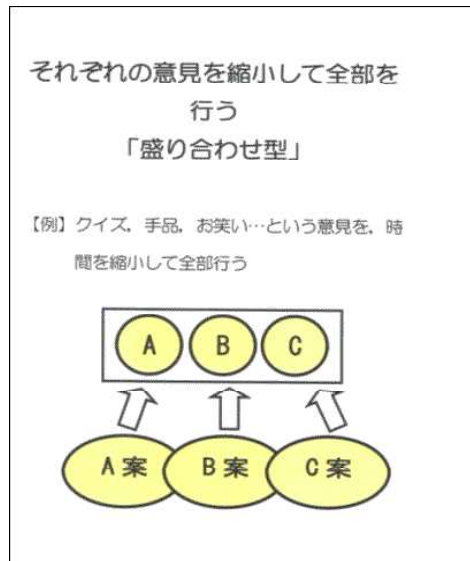 それぞれの意見を縮小して全部を
行う
「盛り合わせ型」
【例】クイズ，手品，お笑い…という意見を，時
間を縮小して全部行う
A B C
A案 B案 C案